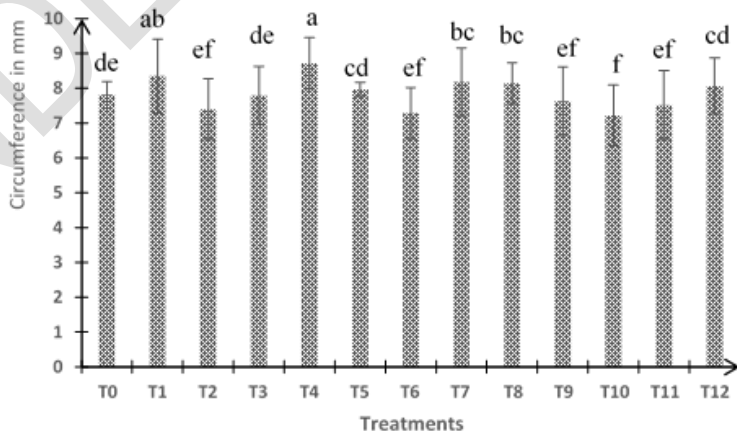 Circumference in mm
10
9
8
7
6
5
4
3
2
1
0
de
ab
ef
de
a
cd
ef
bc
bc
ef
f
ef
cd
T0 T1 T2 T3 T4 T5 T6 T7 T8 T9 T10 T11 T12
Treatments